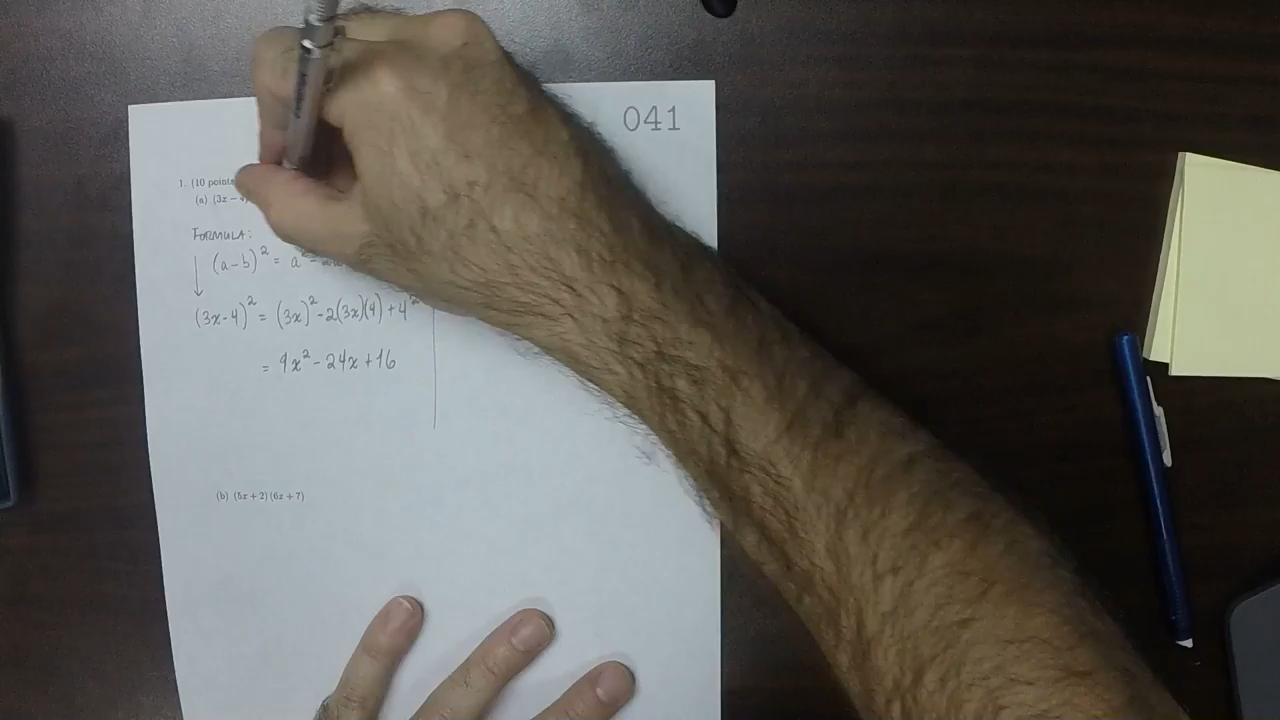 041
1. (10 points
(a) (3x − 4)
FORMULA:
(a-b)² = a² -
(3x-4)² = (3x)² -2(3x)(4) + 4²
= 9x² - 24x + 16
(b) (5x + 2)(6x + 7)